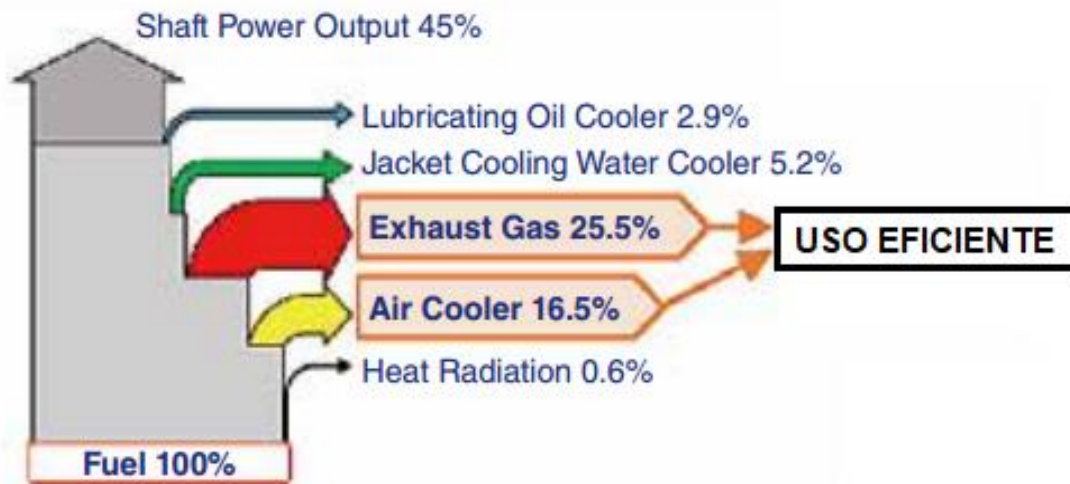 Shaft Power Output 45%
Lubricating Oil Cooler 2.9%
Jacket Cooling Water Cooler 5.2%
Exhaust Gas 25.5%
USO EFICIENTE
Air Cooler 16.5%
Heat Radiation 0.6%
Fuel 100%